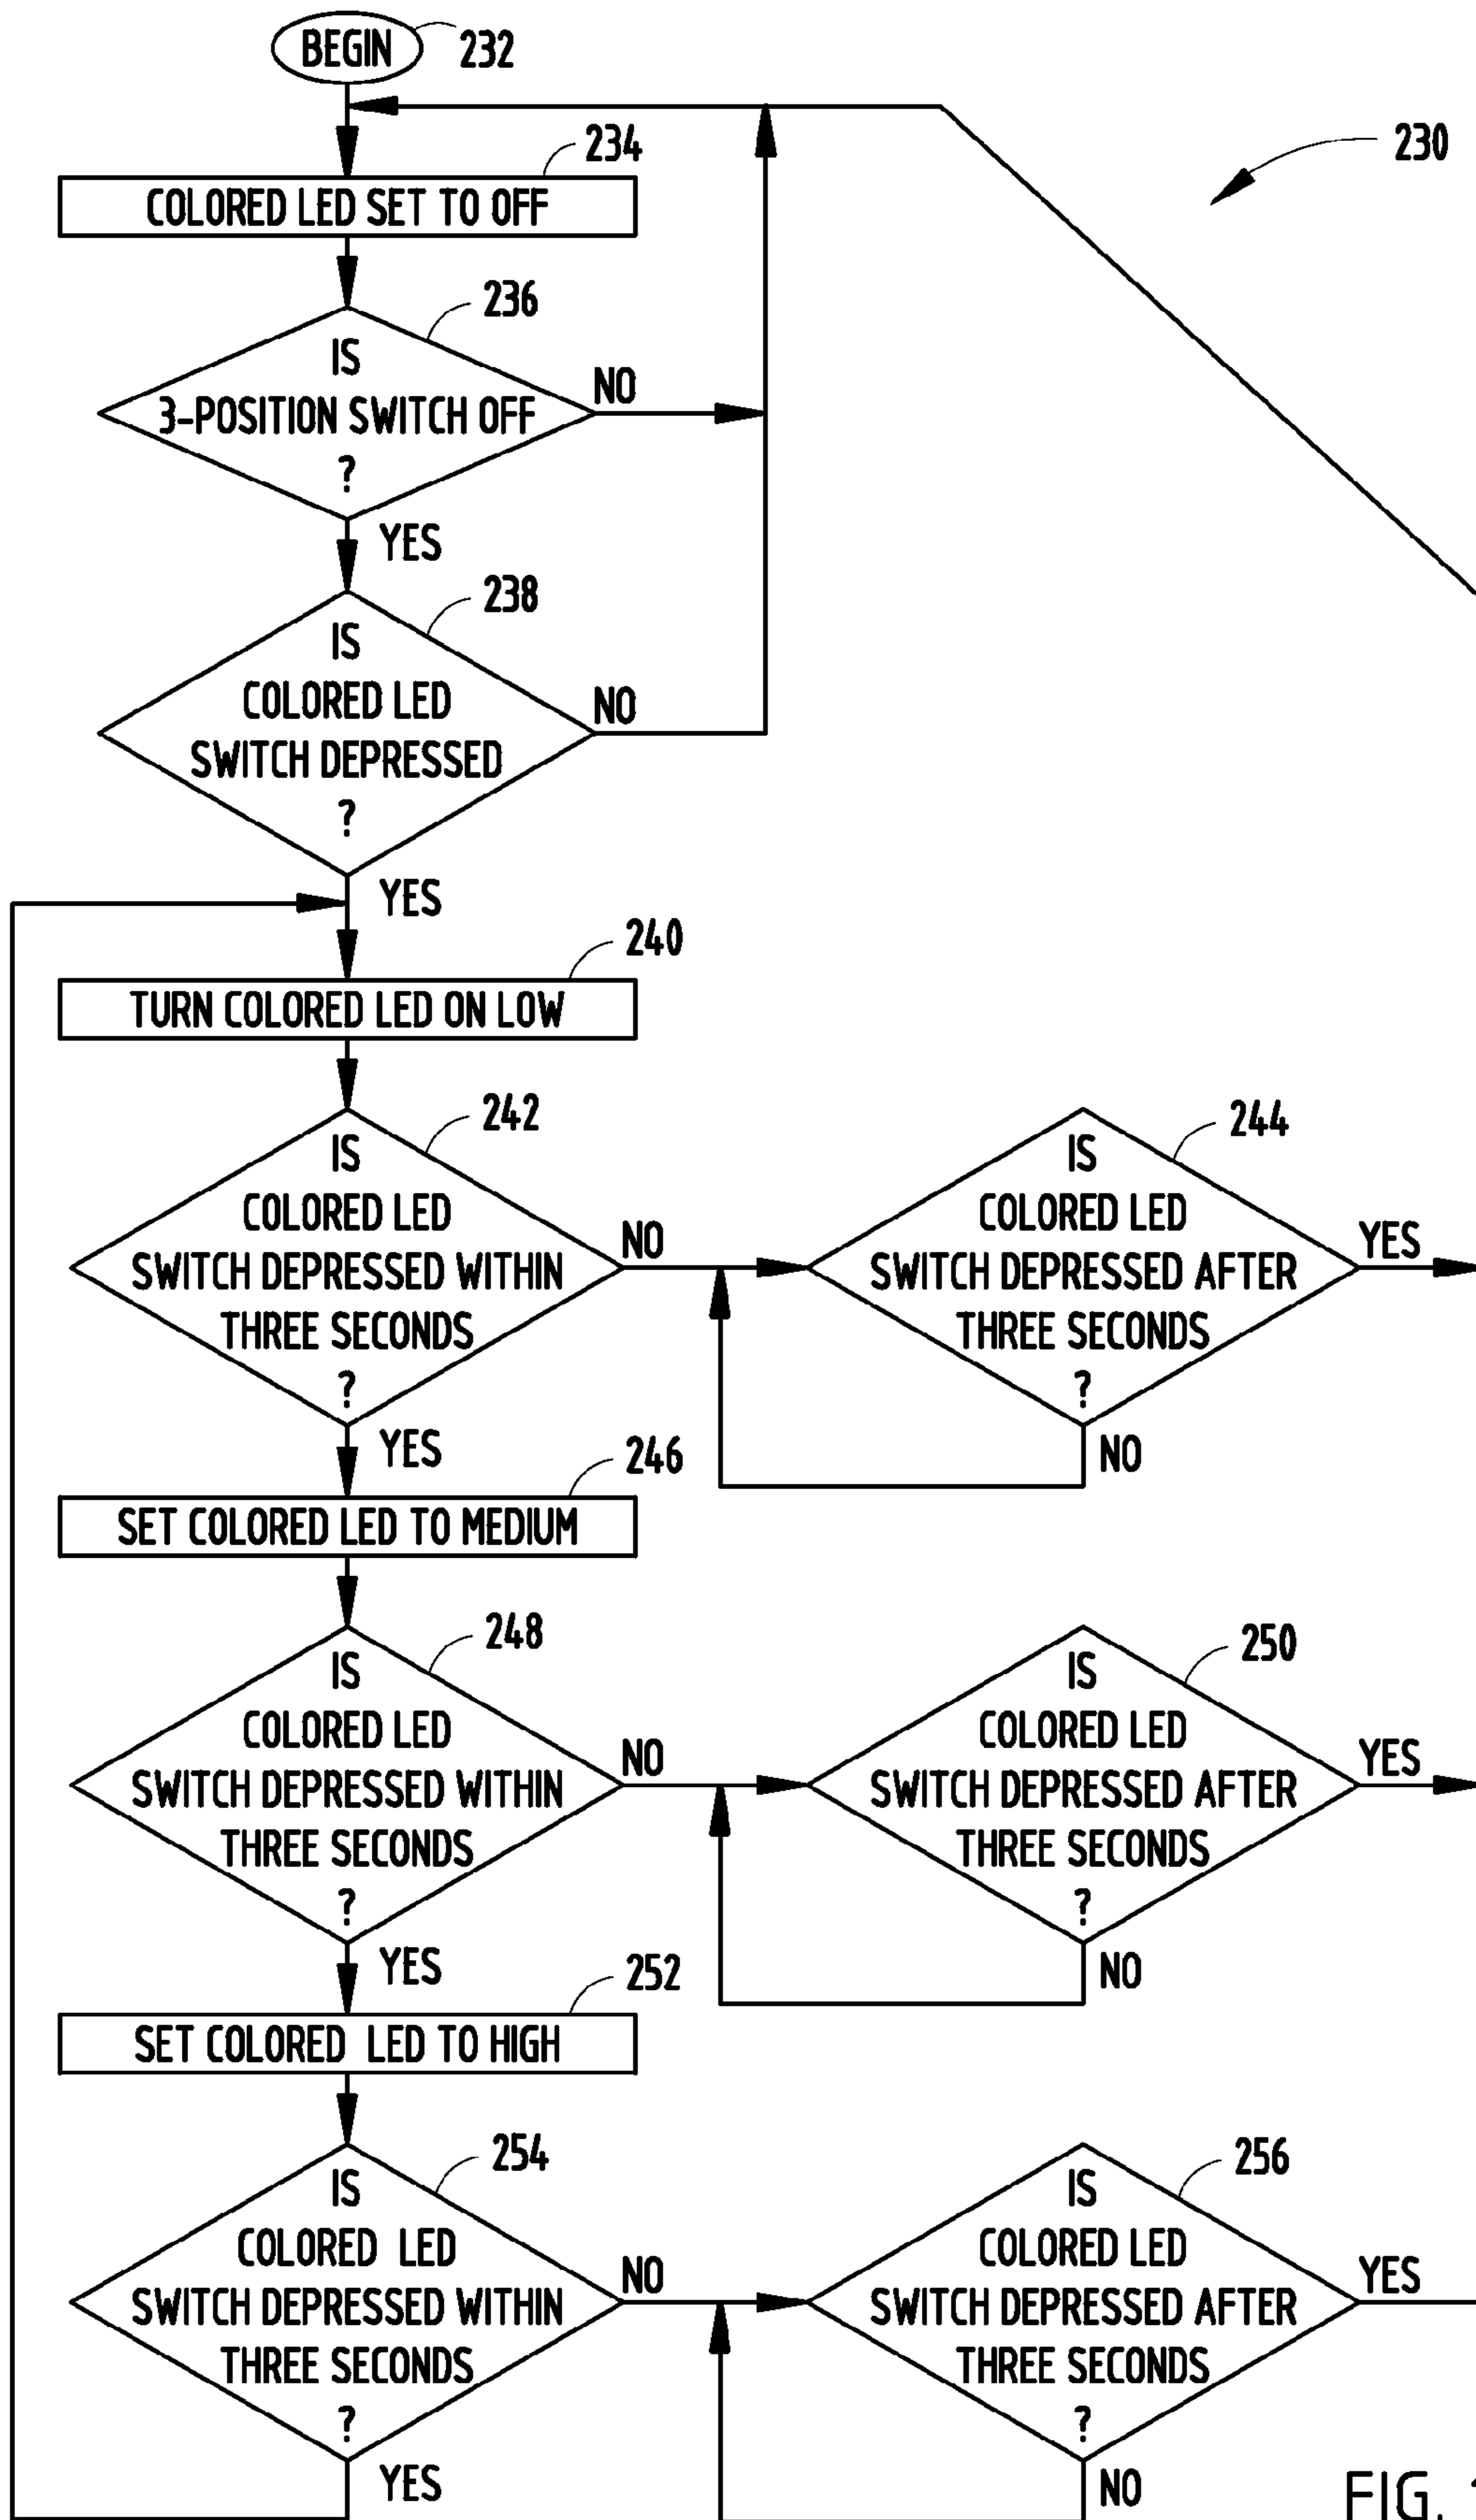 BEGIN
232
230
234
COLORED LED SET TO OFF
236
IS
3-POSITION SWITCH OFF
?
NO
YES
238
IS
COLORED LED
SWITCH DEPRESSED
?
NO
YES
240
TURN COLORED LED ON LOW
242
IS
COLORED LED
SWITCH DEPRESSED WITHIN
THREE SECONDS
?
NO
YES
244
IS
COLORED LED
SWITCH DEPRESSED AFTER
THREE SECONDS
?
YES
NO
246
SET COLORED LED TO MEDIUM
248
IS
COLORED LED
SWITCH DEPRESSED WITHIN
THREE SECONDS
?
NO
YES
250
IS
COLORED LED
SWITCH DEPRESSED AFTER
THREE SECONDS
?
YES
NO
252
SET COLORED LED TO HIGH
254
IS
COLORED LED
SWITCH DEPRESSED WITHIN
THREE SECONDS
?
NO
YES
256
IS
COLORED LED
SWITCH DEPRESSED AFTER
THREE SECONDS
?
YES
NO
FIG.